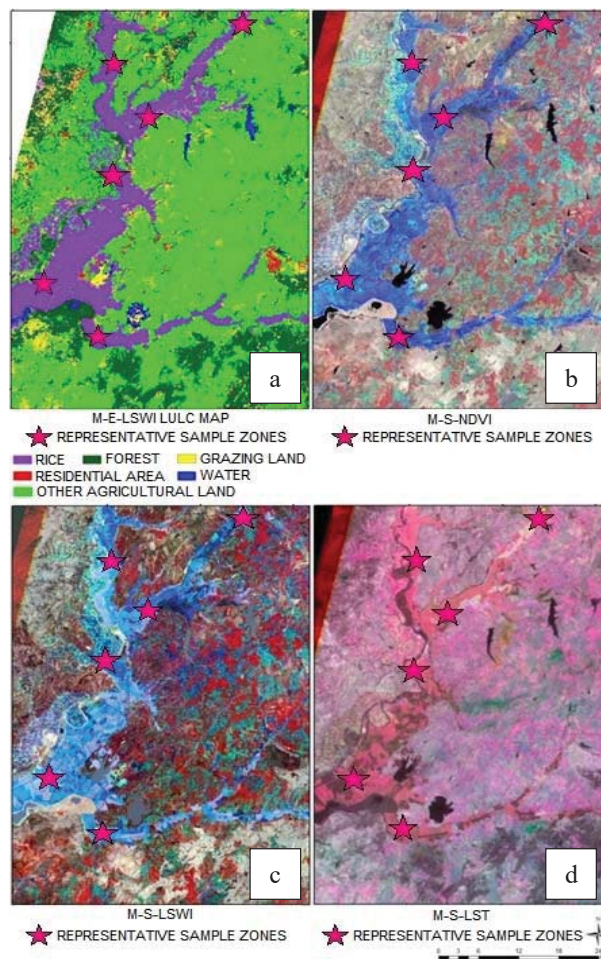 a
b
M-E-LSWI LULC MAP
REPRESENTATIVE SAMPLE ZONES
RICE FOREST GRAZING LAND
RESIDENTIAL AREA WATER
OTHER AGRICULTURAL LAND
M-S-NDVI
REPRESENTATIVE SAMPLE ZONES
c
d
M-S-LSWI
REPRESENTATIVE SAMPLE ZONES
M-S-LST
REPRESENTATIVE SAMPLE ZONES